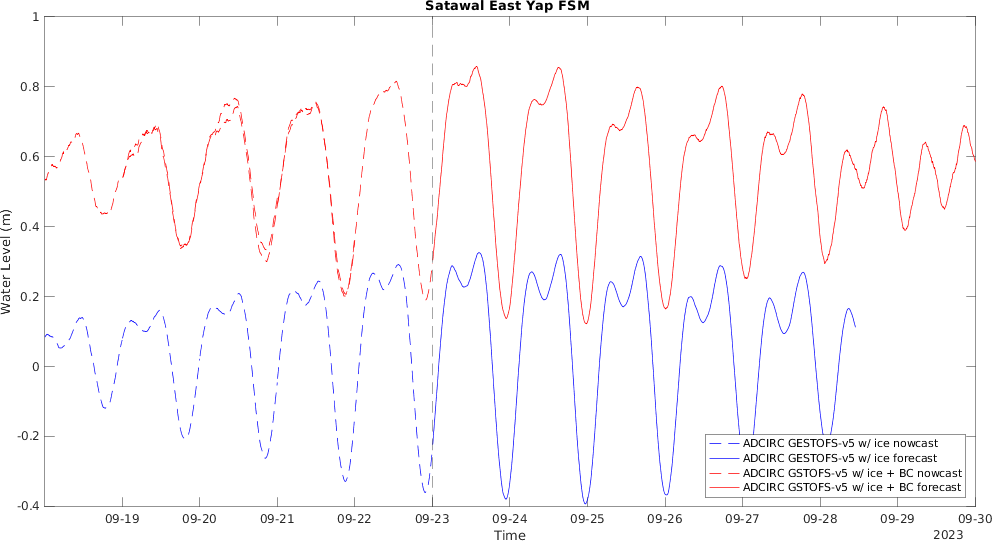 Satawal East Yap FSM
1
0.8
0.6
0.4
0.2
0
-0.2
-0.4
Water Level (m)
ADCIRC GESTOFS-v5 w/ ice nowcast
ADCIRC GESTOFS-v5 w/ ice forecast
ADCIRC GSTOFS-v5 w/ ice + BC nowcast
ADCIRC GSTOFS-v5 w/ ice + BC forecast
09-19 09-20 09-21 09-22 09-23 09-24 09-25 09-26 09-27 09-28 09-29 09-30
Time
2023